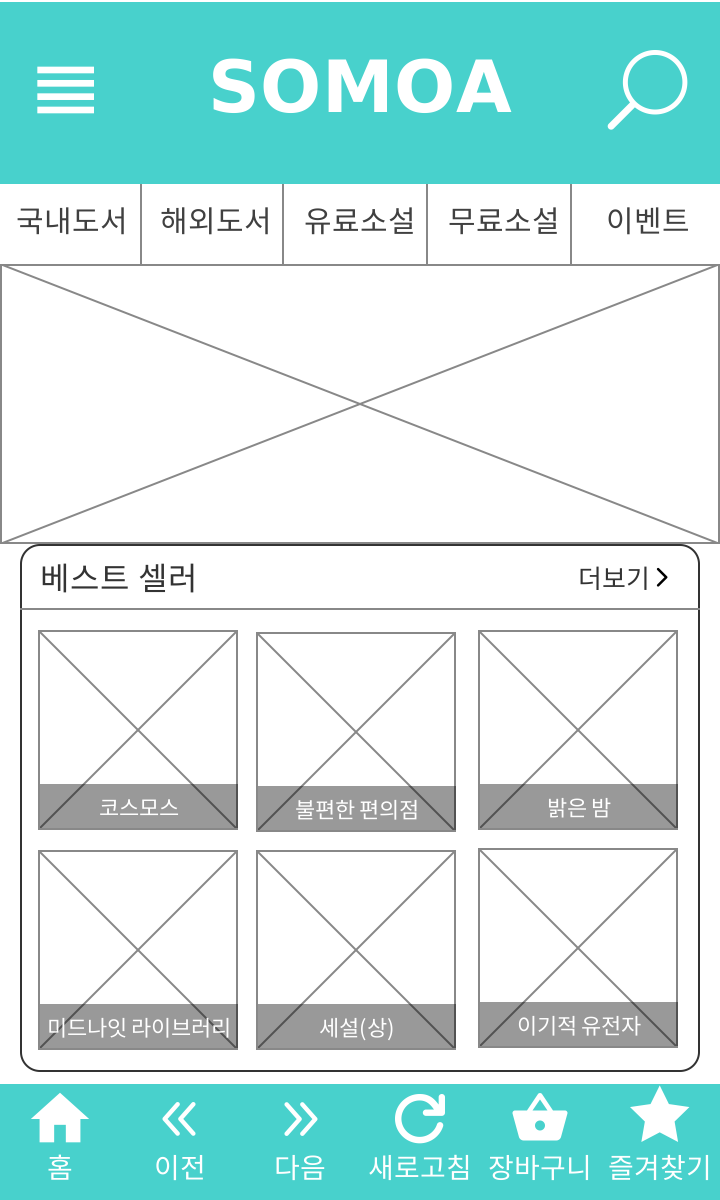 SOMOA
국내도서 해외도서 유료소설 무료소설 이벤트
베스트 셀러 더보기
코스모스 불편한 편의점 밝은 밤
미드나잇 라이브러리 세설(상) 이기적 유전자
홈 이전 다음 새로고침 장바구니 즐겨찾기